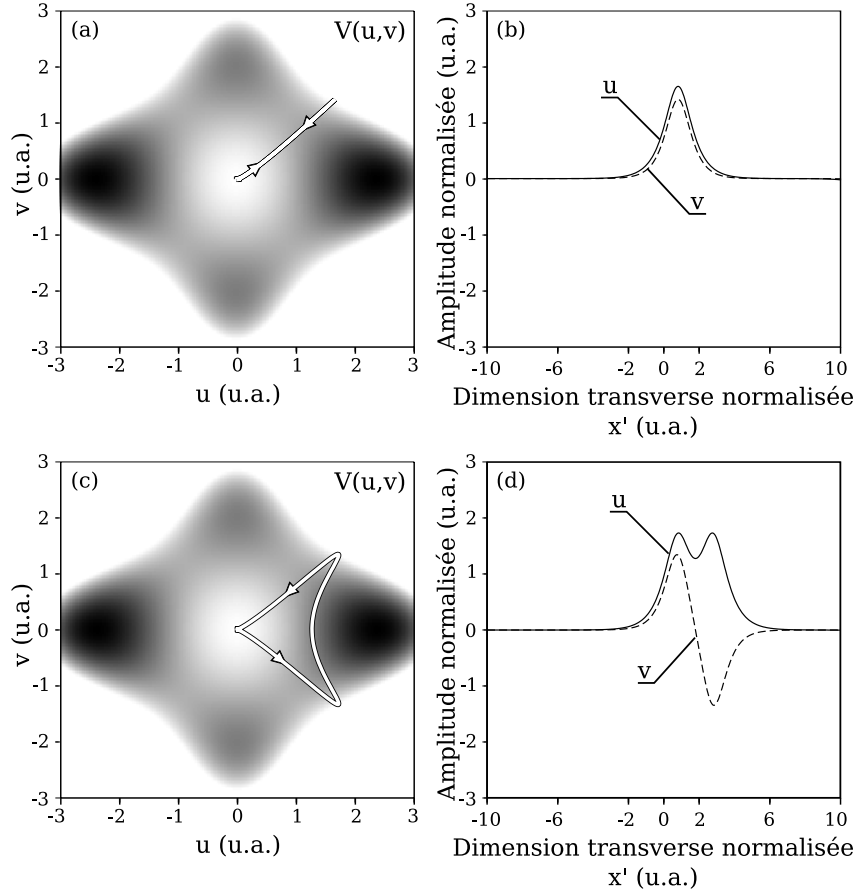 (a) V(u,v)
3
2
1
0
-1
-2
-3
v (u.a.)
-3 -2 -1 0 1 2 3
u (u.a.)
(b)
u
v
3
2
1
0
-1
-2
-3
Amplitude normalisée (u.a.)
-10 -6 -2 0 2 6 10
Dimension transverse normalisée
x' (u.a.)
(c) V(u,v)
3
2
1
0
-1
-2
-3
v (u.a.)
-3 -2 -1 0 1 2 3
u (u.a.)
(d)
u
v
3
2
1
0
-1
-2
-3
Amplitude normalisée (u.a.)
-10 -6 -2 0 2 6 10
Dimension transverse normalisée
x' (u.a.)